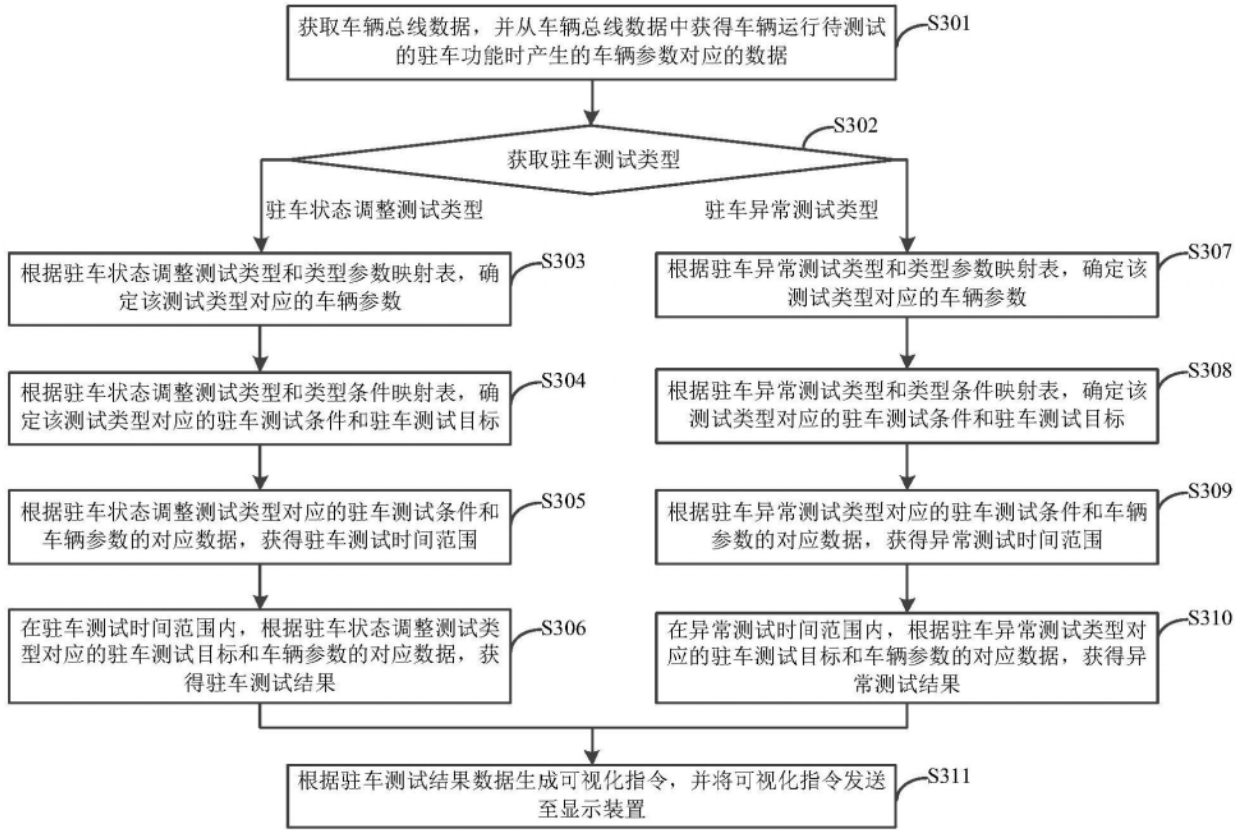 获取车辆总线数据，并从车辆总线数据中获得车辆运行待测试
的驻车功能时产生的车辆参数对应的数据
S301
获取驻车测试类型
S302
驻车状态调整测试类型
驻车异常测试类型
根据驻车状态调整测试类型和类型参数映射表，确
定该测试类型对应的车辆参数
S303
根据驻车状态调整测试类型和类型条件映射表，确
定该测试类型对应的驻车测试条件和驻车测试目标
S304
根据驻车状态调整测试类型对应的驻车测试条件和
车辆参数的对应数据，获得驻车测试时间范围
S305
在驻车测试时间范围内，根据驻车状态调整测试类
型对应的驻车测试目标和车辆参数的对应数据，获
得驻车测试结果
S306
根据驻车异常测试类型和类型参数映射表，确定该
测试类型对应的车辆参数
S307
根据驻车异常测试类型和类型条件映射表，确定该
测试类型对应的驻车测试条件和驻车测试目标
S308
根据驻车异常测试类型对应的驻车测试条件和车辆
参数的对应数据，获得异常测试时间范围
S309
在异常测试时间范围内，根据驻车异常测试类型对
应的驻车测试目标和车辆参数的对应数据，获得异
常测试结果
S310
根据驻车测试结果数据生成可视化指令，并将可视化指令发送
至显示装置
S311